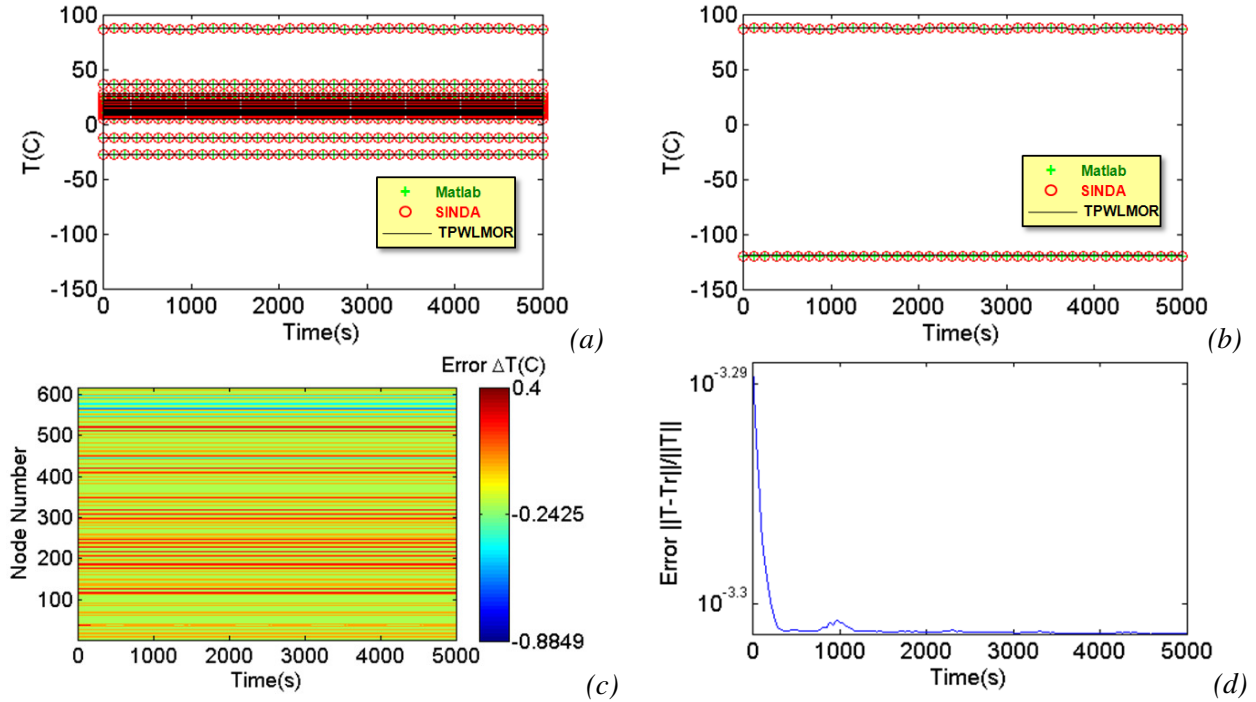 100
50
0
-50
-100
-150
T(C)
Matlab
SINDA
TPWLMOR
0 1000 2000 3000 4000 5000
Time(s)
(a)
100
50
0
-50
-100
-150
T(C)
Matlab
SINDA
TPWLMOR
0 1000 2000 3000 4000 5000
Time(s)
(b)
Error ΔT(C)
600
500
400
300
200
100
Node Number
0.4
-0.2425
-0.8849
0 1000 2000 3000 4000 5000
Time(s)
(c)
10^-3.29
10^-3.3
Error ||T-Tr||/||T||
0 1000 2000 3000 4000 5000
Time(s)
(d)